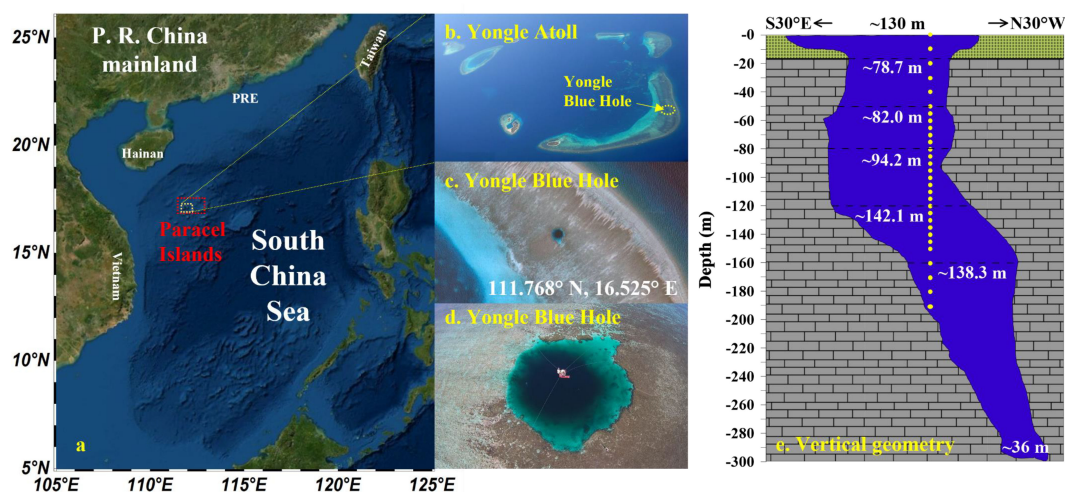 25°N
20°N
15°N
10°N
5°N
105°E
110°E
115°E
120°E
125°E
P. R. China
mainland
Taiwan
PRE
Hainan
Paracel
Islands
Vietnam
South
China
Sea
a
b. Yongle Atoll
Yongle
Blue Hole
c. Yongle Blue Hole
111.768° N, 16.525° E
d. Yongle Blue Hole
S30°E ←
~130 m
→N30°W
Depth (m)
-0
-20
-40
-60
-80
-100
-120
-140
-160
-180
-200
-220
-240
-260
-280
-300
~78.7 m
~82.0 m
~94.2 m
~142.1 m
~138.3 m
~36 m
e. Vertical geometry